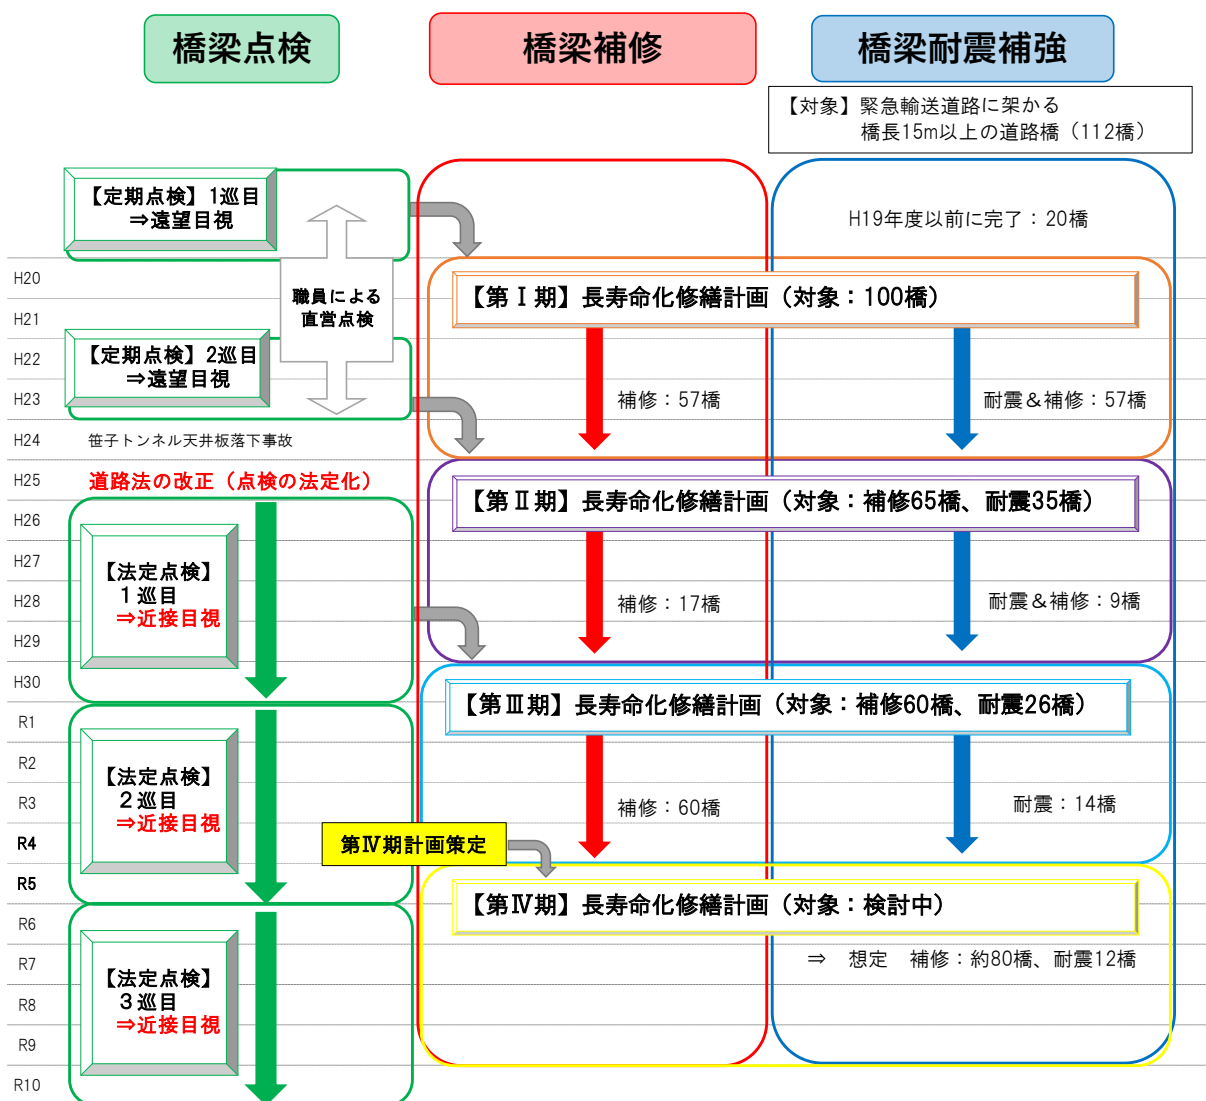 橋梁点検
橋梁補修
橋梁耐震補強
【対象】緊急輸送道路に架かる
橋長15m以上の道路橋（112橋）
【定期点検】1巡目
⇒遠望目視
H19年度以前に完了：20橋
職員による
直営点検
H20
【第Ⅰ期】長寿命化修繕計画（対象：100橋）
H21
【定期点検】2巡目
⇒遠望目視
H22
H23
補修：57橋
耐震＆補修：57橋
H24
笹子トンネル天井板落下事故
H25
道路法の改正（点検の法定化）
【第Ⅱ期】長寿命化修繕計画（対象：補修65橋、耐震35橋）
H26
H27
【法定点検】
１巡目
⇒近接目視
H28
補修：17橋
耐震＆補修：9橋
H29
H30
【第Ⅲ期】長寿命化修繕計画（対象：補修60橋、耐震26橋）
R1
R2
【法定点検】
２巡目
⇒近接目視
R3
補修：60橋
耐震：14橋
R4
第Ⅳ期計画策定
R5
【第Ⅳ期】長寿命化修繕計画（対象：検討中）
R6
R7
⇒　想定　補修：約80橋、耐震12橋
【法定点検】
３巡目
⇒近接目視
R8
R9
R10